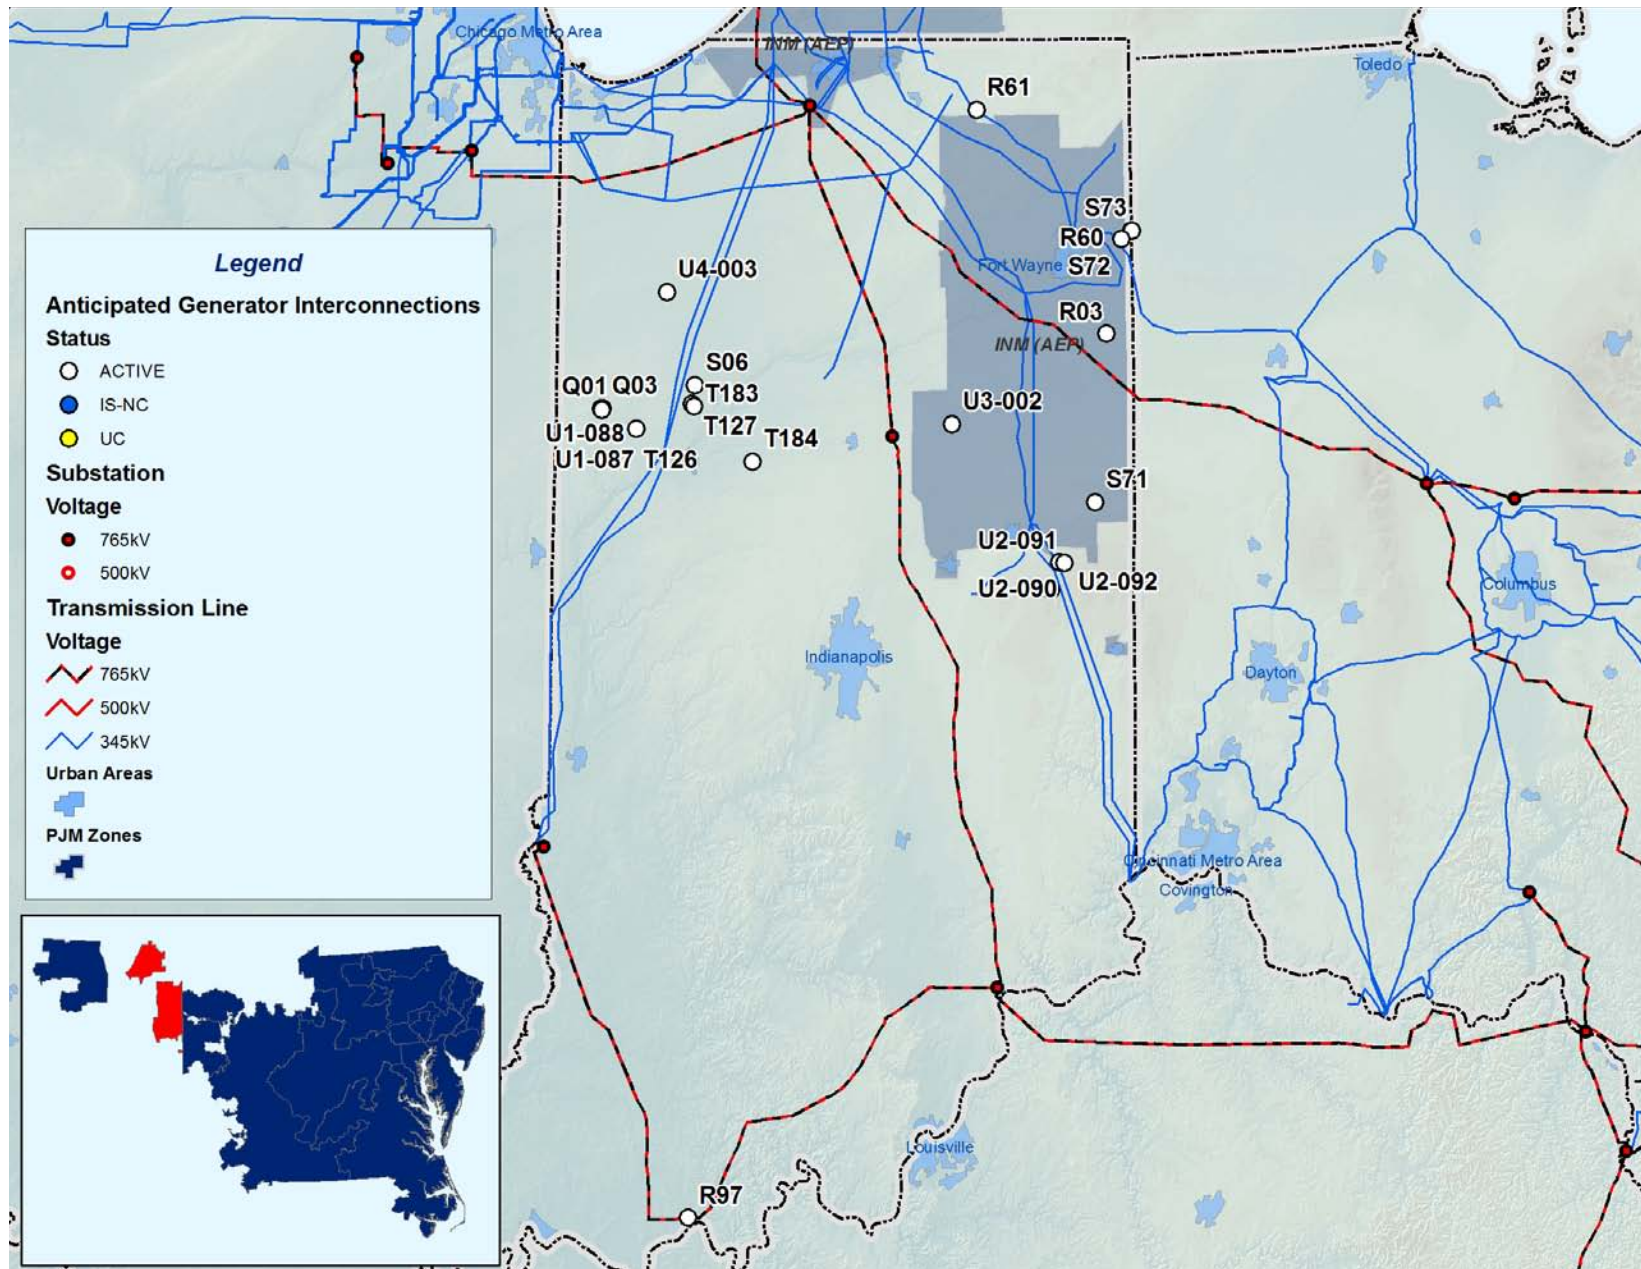 Chicago Metro Area
INM (AEP)
Toledo
R61
S73
R60
Fort Wayne
S72
U4-003
R03
INM (AEP)
S06
Q01 Q03
T183
U3-002
U1-088
T127
T184
U1-087 T126
S71
U2-091
U2-090
U2-092
Columbus
Indianapolis
Dayton
Cincinnati Metro Area
Covington
Louisville
R97
Legend
Anticipated Generator Interconnections
Status
ACTIVE
IS-NC
UC
Substation
Voltage
765kV
500kV
Transmission Line
Voltage
765kV
500kV
345kV
Urban Areas
PJM Zones